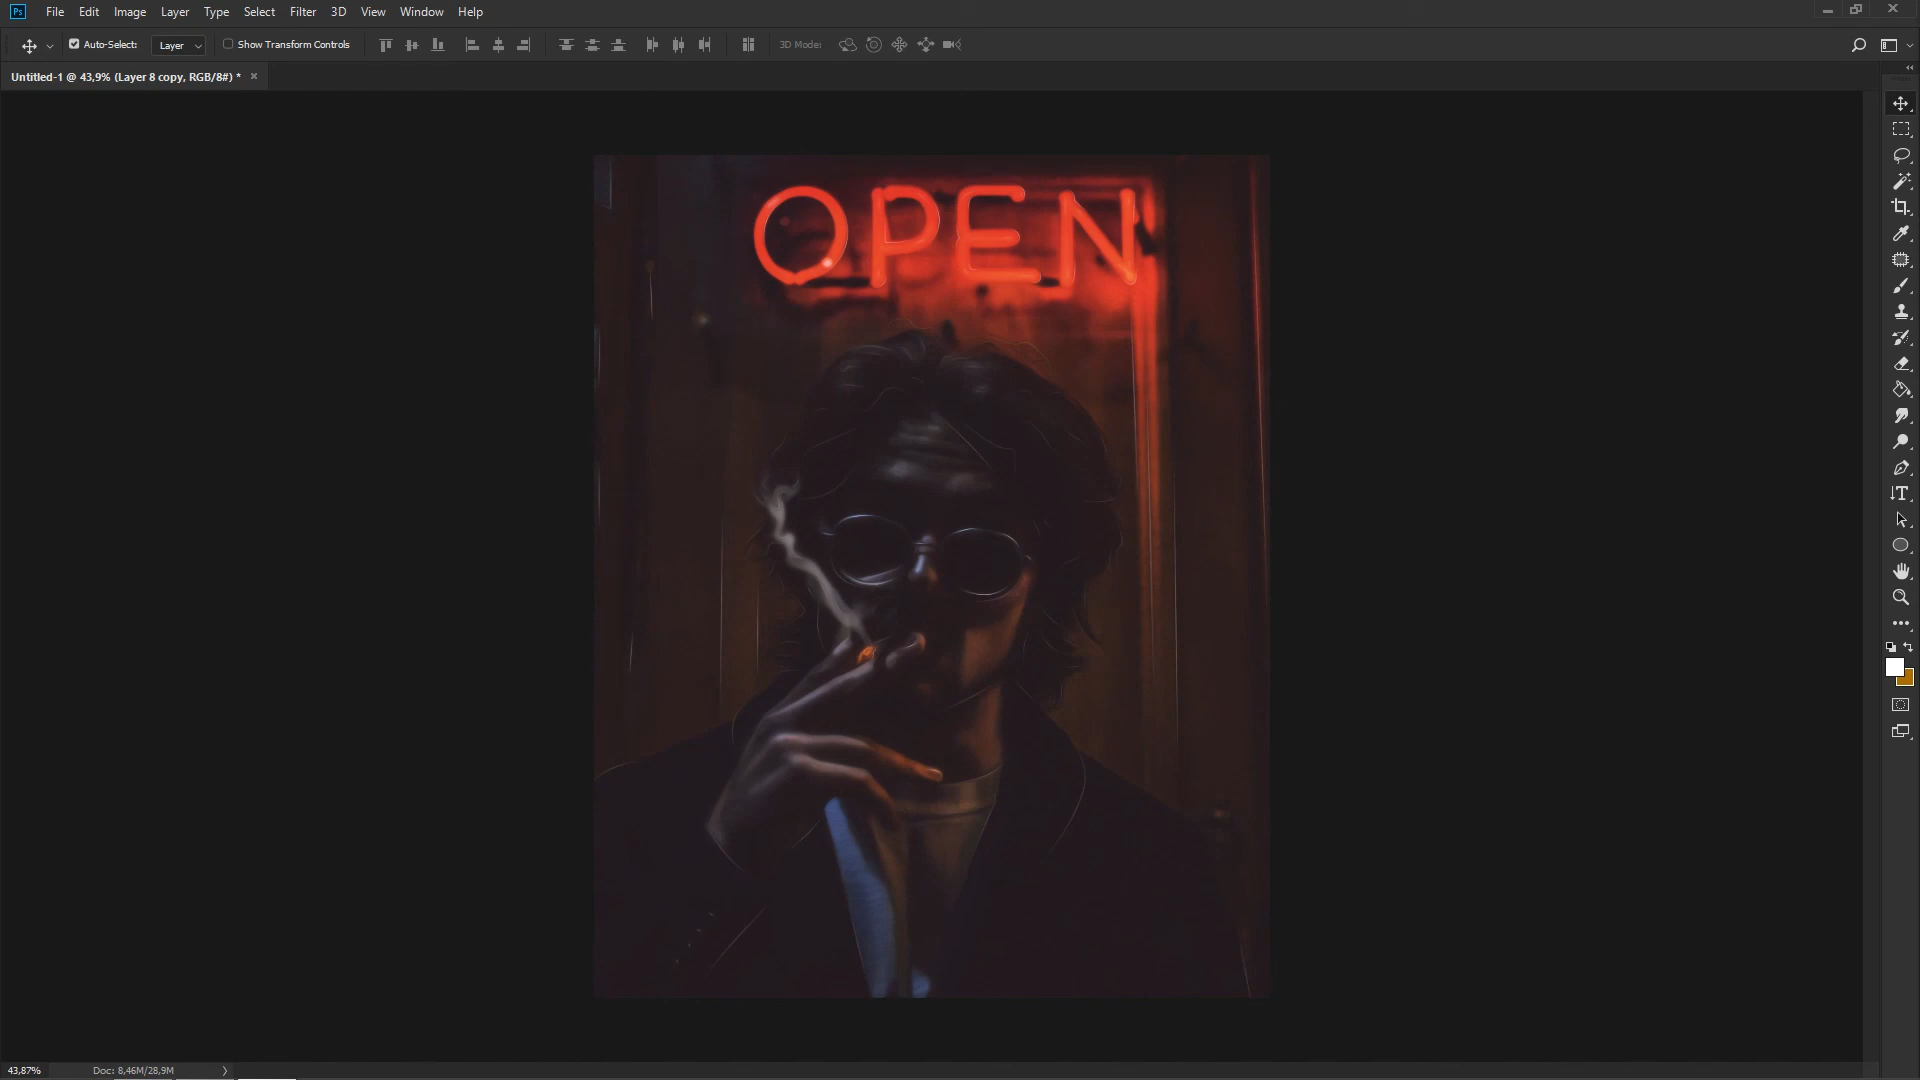 Ps File Edit Image Layer Type Select Filter 3D View Window Help
Auto-Select: Layer Show Transform Controls 3D Mode:
Untitled-1 @ 43,9% (Layer 8 copy, RGB/8#) *
OPEN
43,87% Doc: 8,46M/28,9M